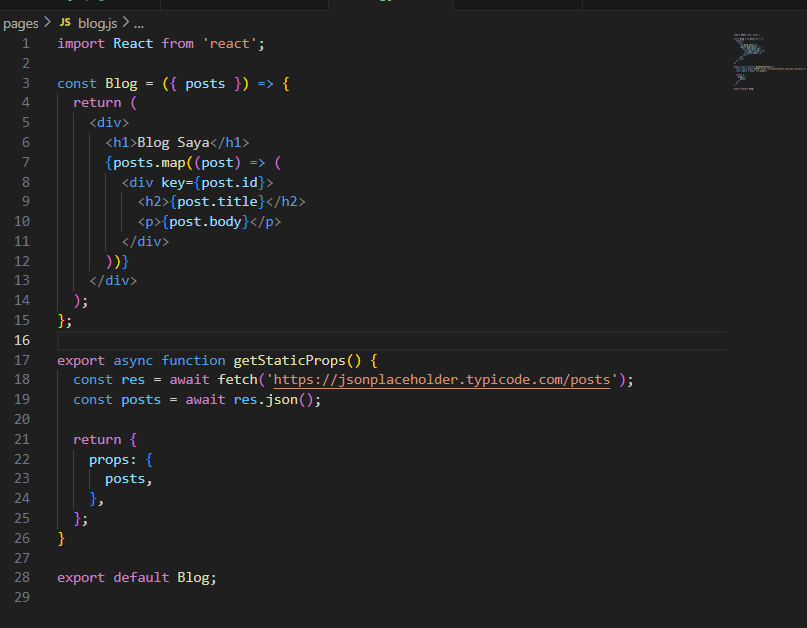 pages > JS blog.js > ...
1 import React from 'react';
2
3 const Blog = ({ posts }) => {
4   return (
5     <div>
6       <h1>Blog Saya</h1>
7       {posts.map((post) => (
8         <div key={post.id}>
9           <h2>{post.title}</h2>
10           <p>{post.body}</p>
11         </div>
12       ))}
13     </div>
14   );
15 };
16
17 export async function getStaticProps() {
18   const res = await fetch('https://jsonplaceholder.typicode.com/posts');
19   const posts = await res.json();
20
21   return {
22     props: {
23       posts,
24     },
25   };
26 }
27
28 export default Blog;
29